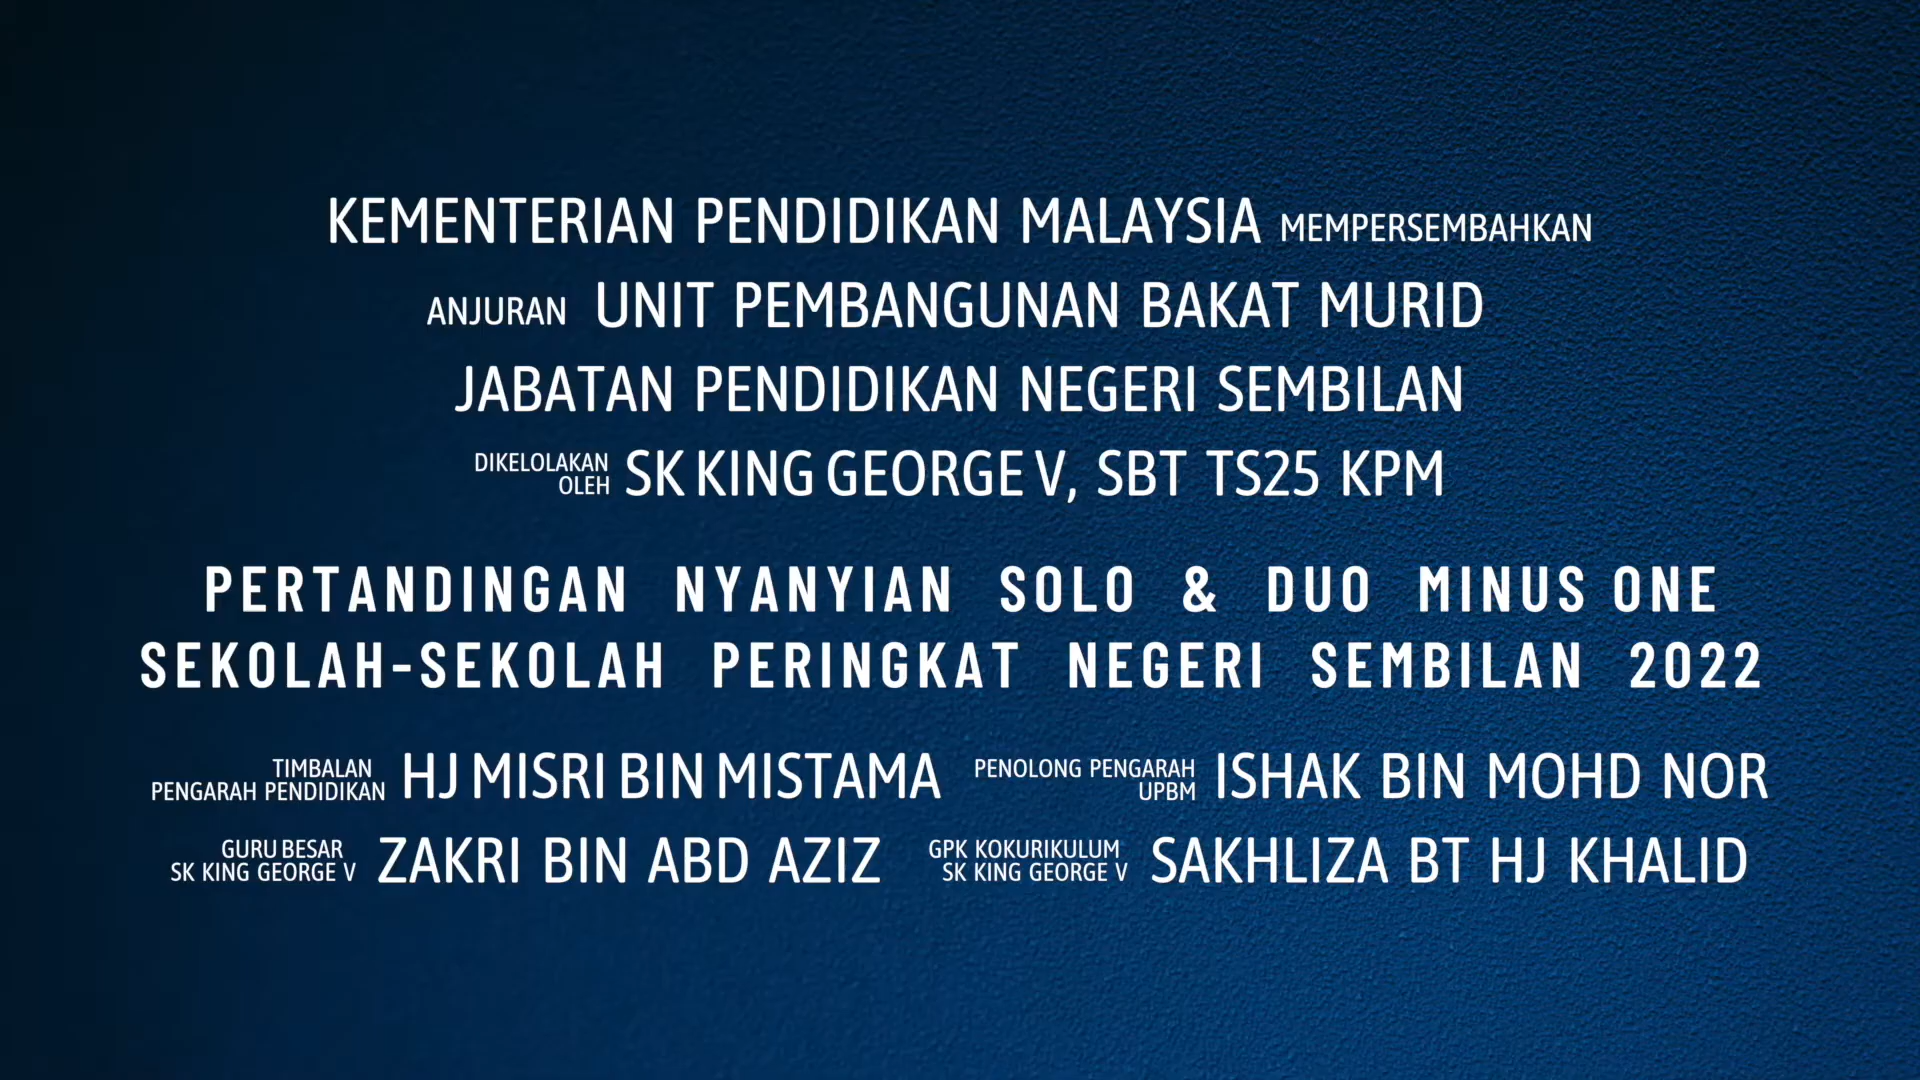 KEMENTERIAN PENDIDIKAN MALAYSIA MEMPERSEMBAHKAN
ANJURAN UNIT PEMBANGUNAN BAKAT MURID
JABATAN PENDIDIKAN NEGERI SEMBILAN
DIKELOLAKAN OLEH SK KING GEORGE V, SBT TS25 KPM
PERTANDINGAN NYANYIAN SOLO & DUO MINUS ONE
SEKOLAH-SEKOLAH PERINGKAT NEGERI SEMBILAN 2022
TIMBALAN PENGARAH PENDIDIKAN HJ MISRI BIN MISTAMA PENOLONG PENGARAH UPBM ISHAK BIN MOHD NOR
GURU BESAR SK KING GEORGE V ZAKRI BIN ABD AZIZ GPK KOKURIKULUM SK KING GEORGE V SAKHLIZA BT HJ KHALID